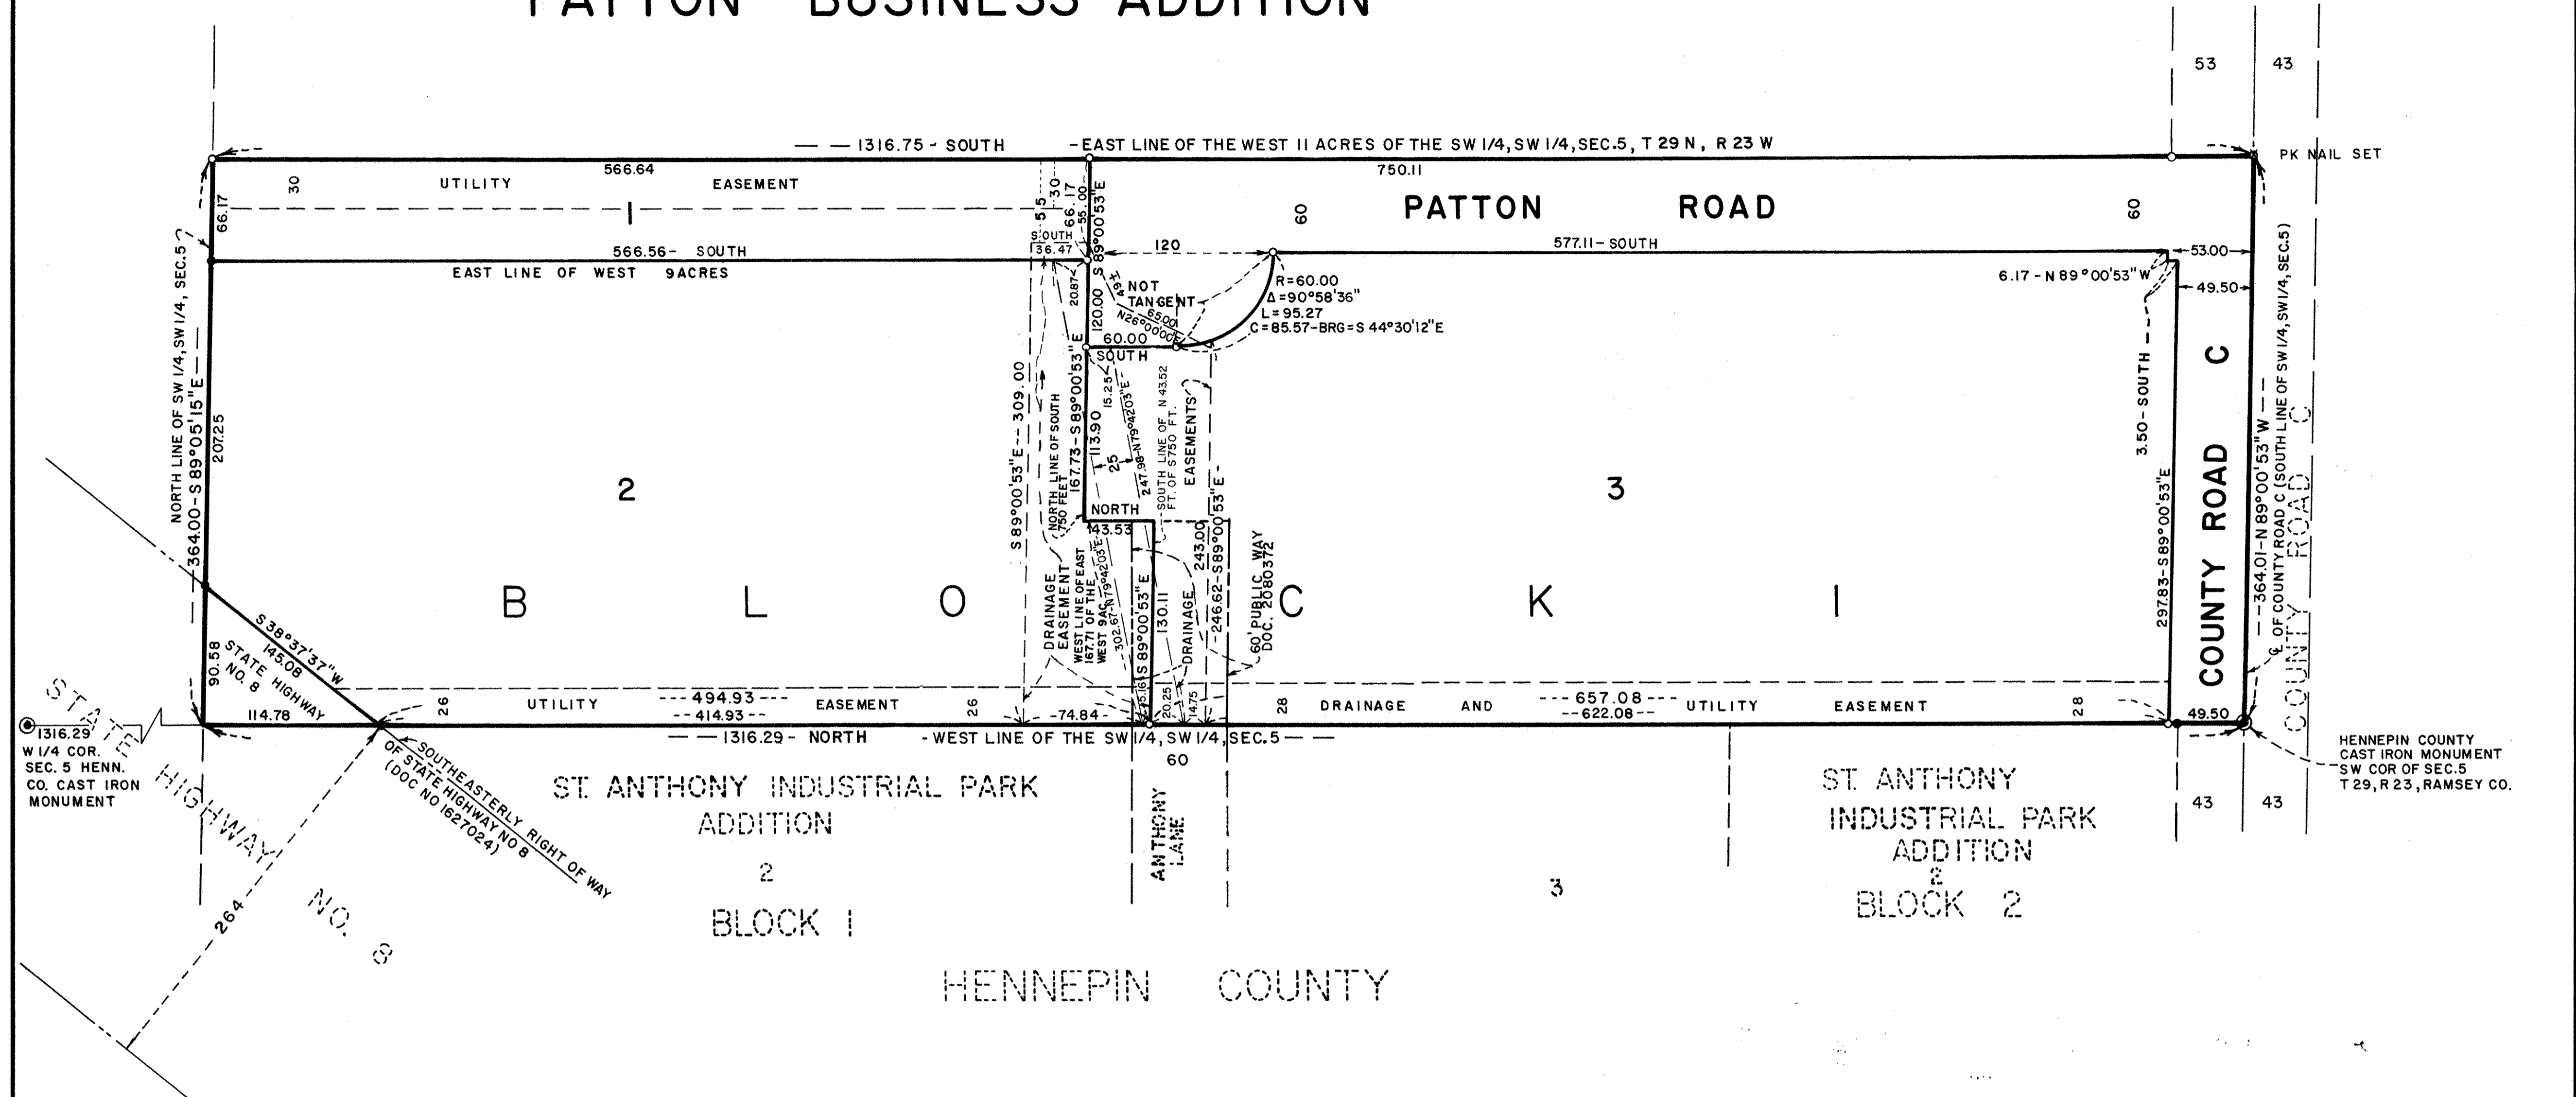 PATTON BUSINESS ADDITION
53
43
1316.75 - SOUTH
- EAST LINE OF THE WEST 11 ACRES OF THE SW 1/4, SW 1/4, SEC. 5, T 29 N, R 23 W
PK NAIL SET
566.64
750.11
30
UTILITY
EASEMENT
66.17
1
55
30
66.17
55.00
S 89°00'53"E
60
PATTON ROAD
60
566.56 - SOUTH
EAST LINE OF WEST 9 ACRES
SOUTH
36.47
120
577.11 - SOUTH
53.00
6.17 - N 89°00'53"W
49.50
20.87
120.00
NOT
TANGENT
65.00
N26°00'00"E
R=60.00
Δ=90°58'36"
L=95.27
C=85.57-BRG=S 44°30'12"E
60.00
SOUTH
NORTH LINE OF SW 1/4, SW 1/4, SEC. 5
364.00 - S 89°05'15"E
207.25
S 89°00'53"E -- 309.00
NORTH LINE OF SOUTH
750 FEET
167.73 - S 89°00'53"E
113.90
15.25
25
247.98-N79°42'03"E
SOUTH LINE OF N 43.52
FT. OF S 750 FT.
EASEMENTS
3.50 - SOUTH
COUNTY ROAD C
364.01 - N 89°00'53"W
℄ OF COUNTY ROAD C (SOUTH LINE OF SW 1/4, SW 1/4, SEC. 5)
COUNTY ROAD C
2
3
NORTH
43.53
297.83 - S 89°00'53"E
243.00
246.62 - S 89°00'53"E
60' PUBLIC WAY
DOC. 2080372
DRAINAGE
EASEMENT
WEST LINE OF EAST
167.71 OF THE
WEST 9 AC.
302.67-N79°42'03"E
S 89°00'53"E
130.11
DRAINAGE
20.25
14.75
B L O C K 1
90.58
S 38°37'37"W
145.08
STATE HIGHWAY
NO. 8
114.78
26
UTILITY
494.93
414.93
EASEMENT
26
74.84
28
DRAINAGE AND
657.08
622.08
UTILITY
EASEMENT
28
49.50
1316.29 - NORTH
- WEST LINE OF THE SW 1/4, SW 1/4, SEC. 5
60
1316.29
W 1/4 COR.
SEC. 5 HENN.
CO. CAST IRON
MONUMENT
STATE HIGHWAY NO. 8
SOUTHEASTERLY RIGHT OF WAY
OF STATE HIGHWAY NO 8
(DOC NO 1627024)
264
ST. ANTHONY INDUSTRIAL PARK
ADDITION
2
BLOCK 1
ANTHONY
LANE
3
ST. ANTHONY
INDUSTRIAL PARK
ADDITION
2
BLOCK 2
43
43
HENNEPIN COUNTY
CAST IRON MONUMENT
SW COR OF SEC. 5
T 29, R 23, RAMSEY CO.
HENNEPIN COUNTY